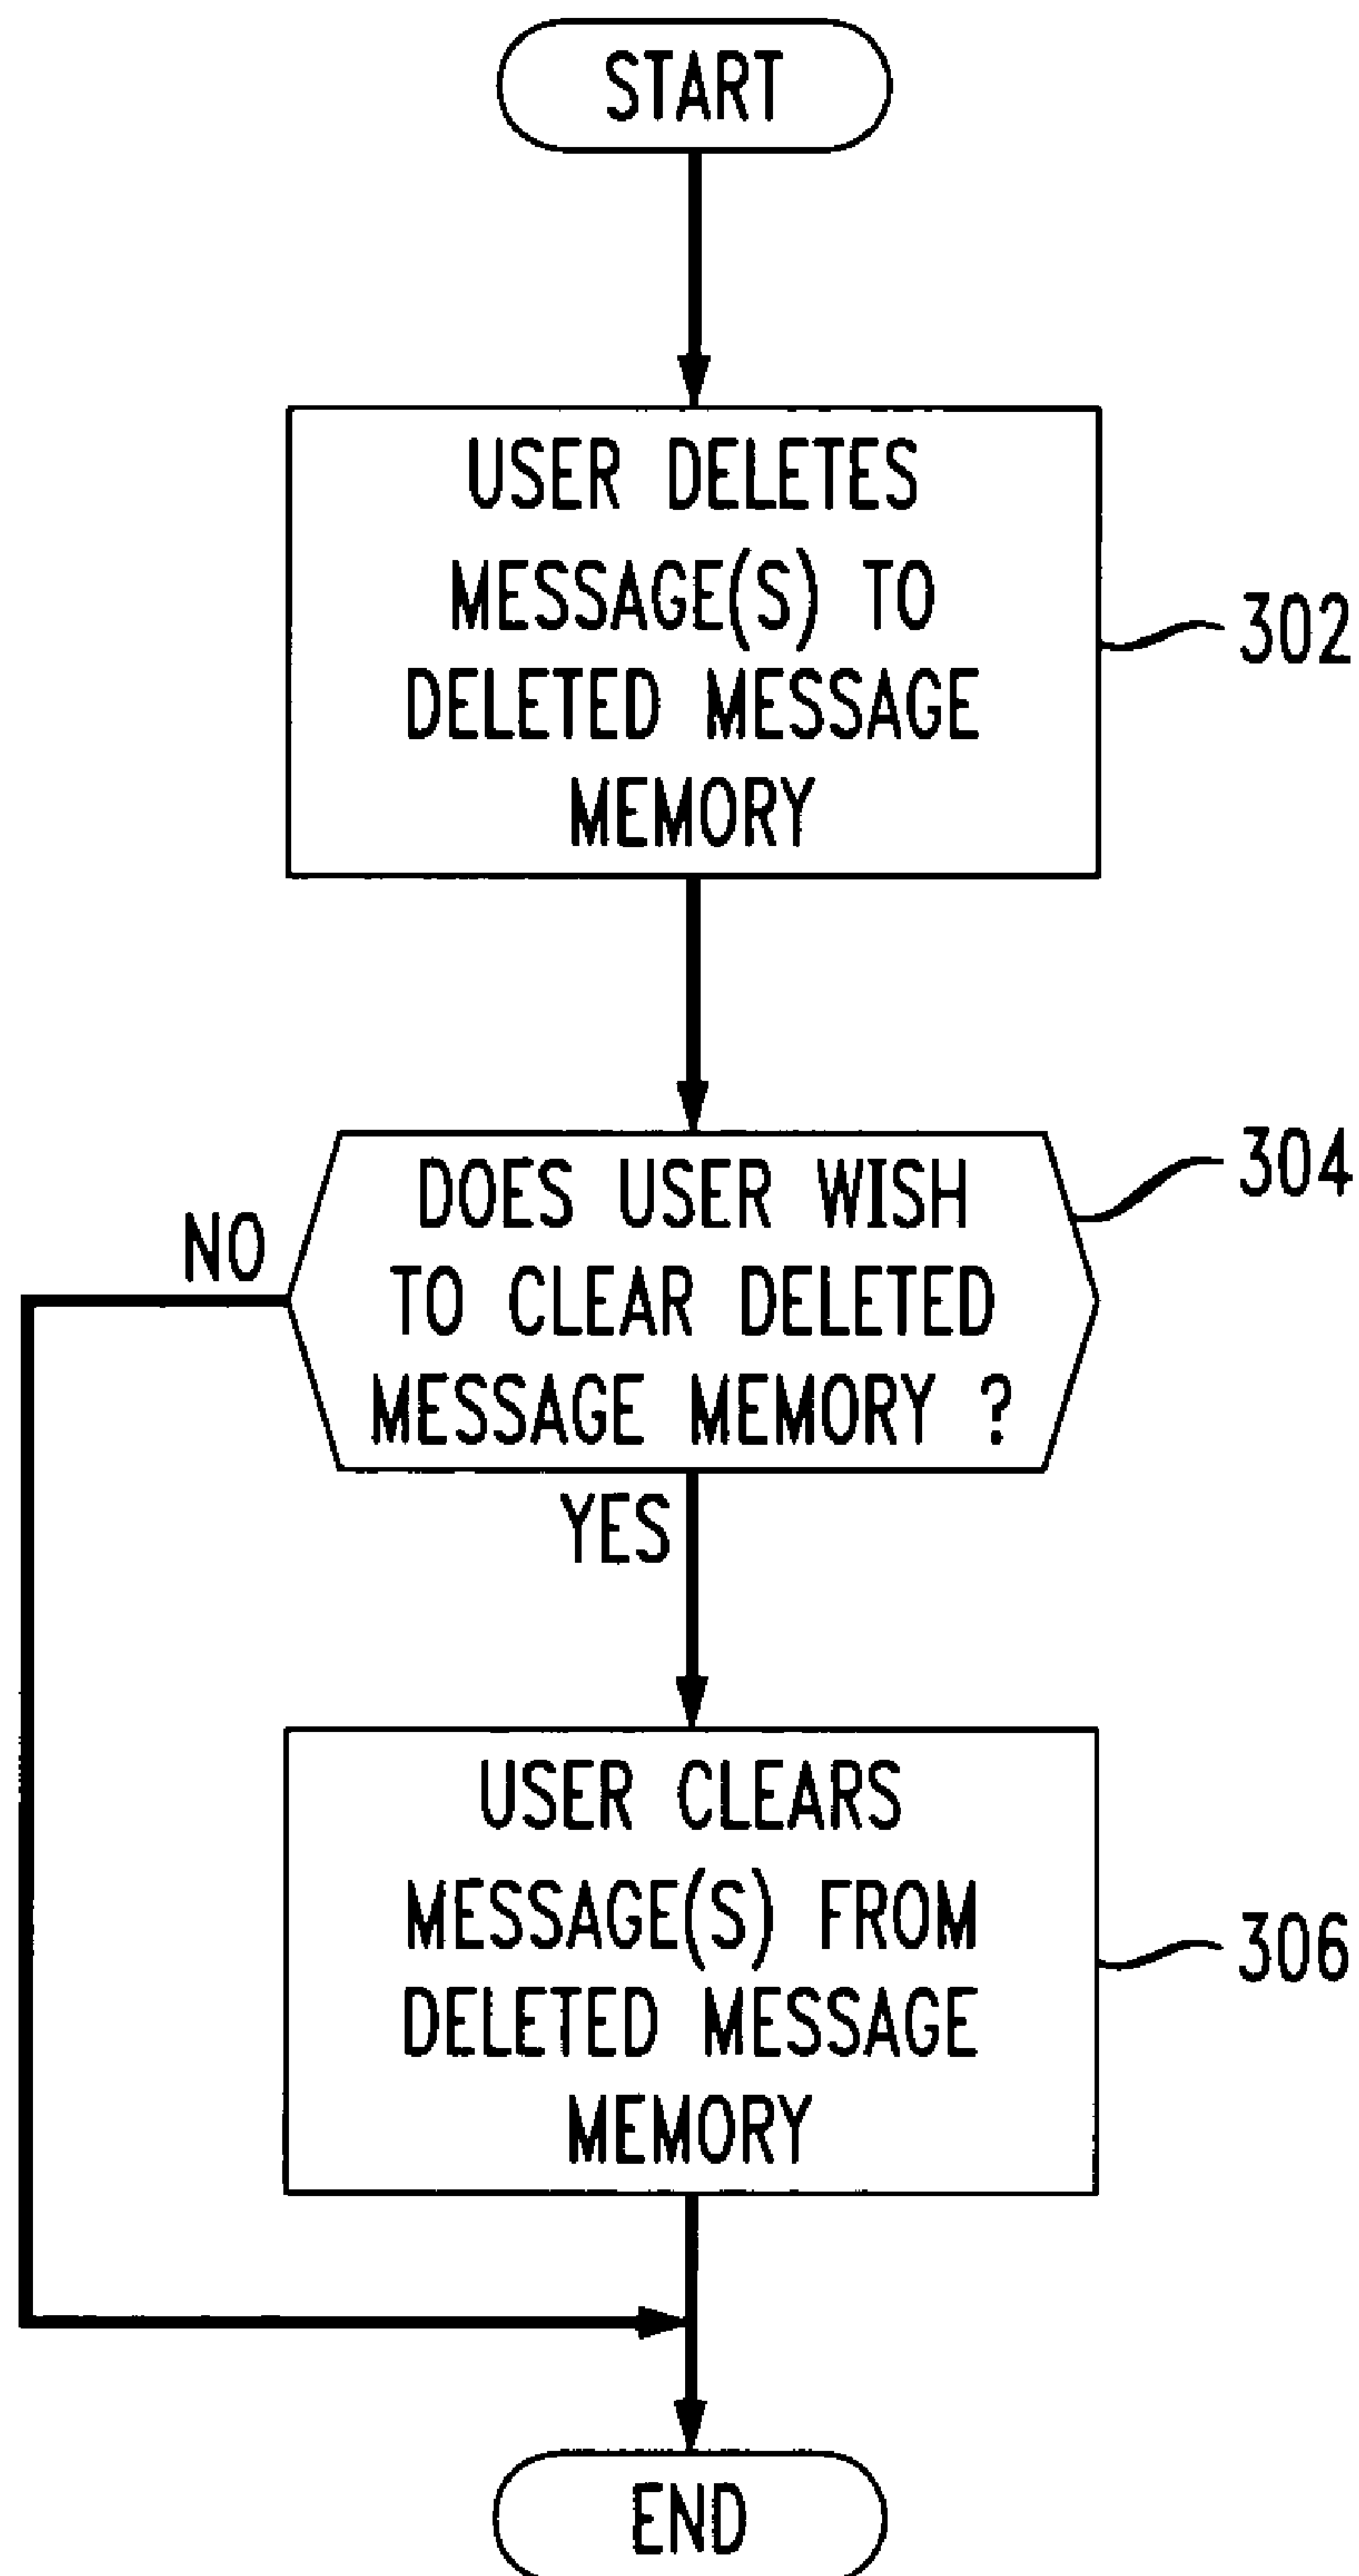 START
USER DELETES
MESSAGE(S) TO
DELETED MESSAGE
MEMORY
302
DOES USER WISH
TO CLEAR DELETED
MESSAGE MEMORY ?
304
NO
YES
USER CLEARS
MESSAGE(S) FROM
DELETED MESSAGE
MEMORY
306
END